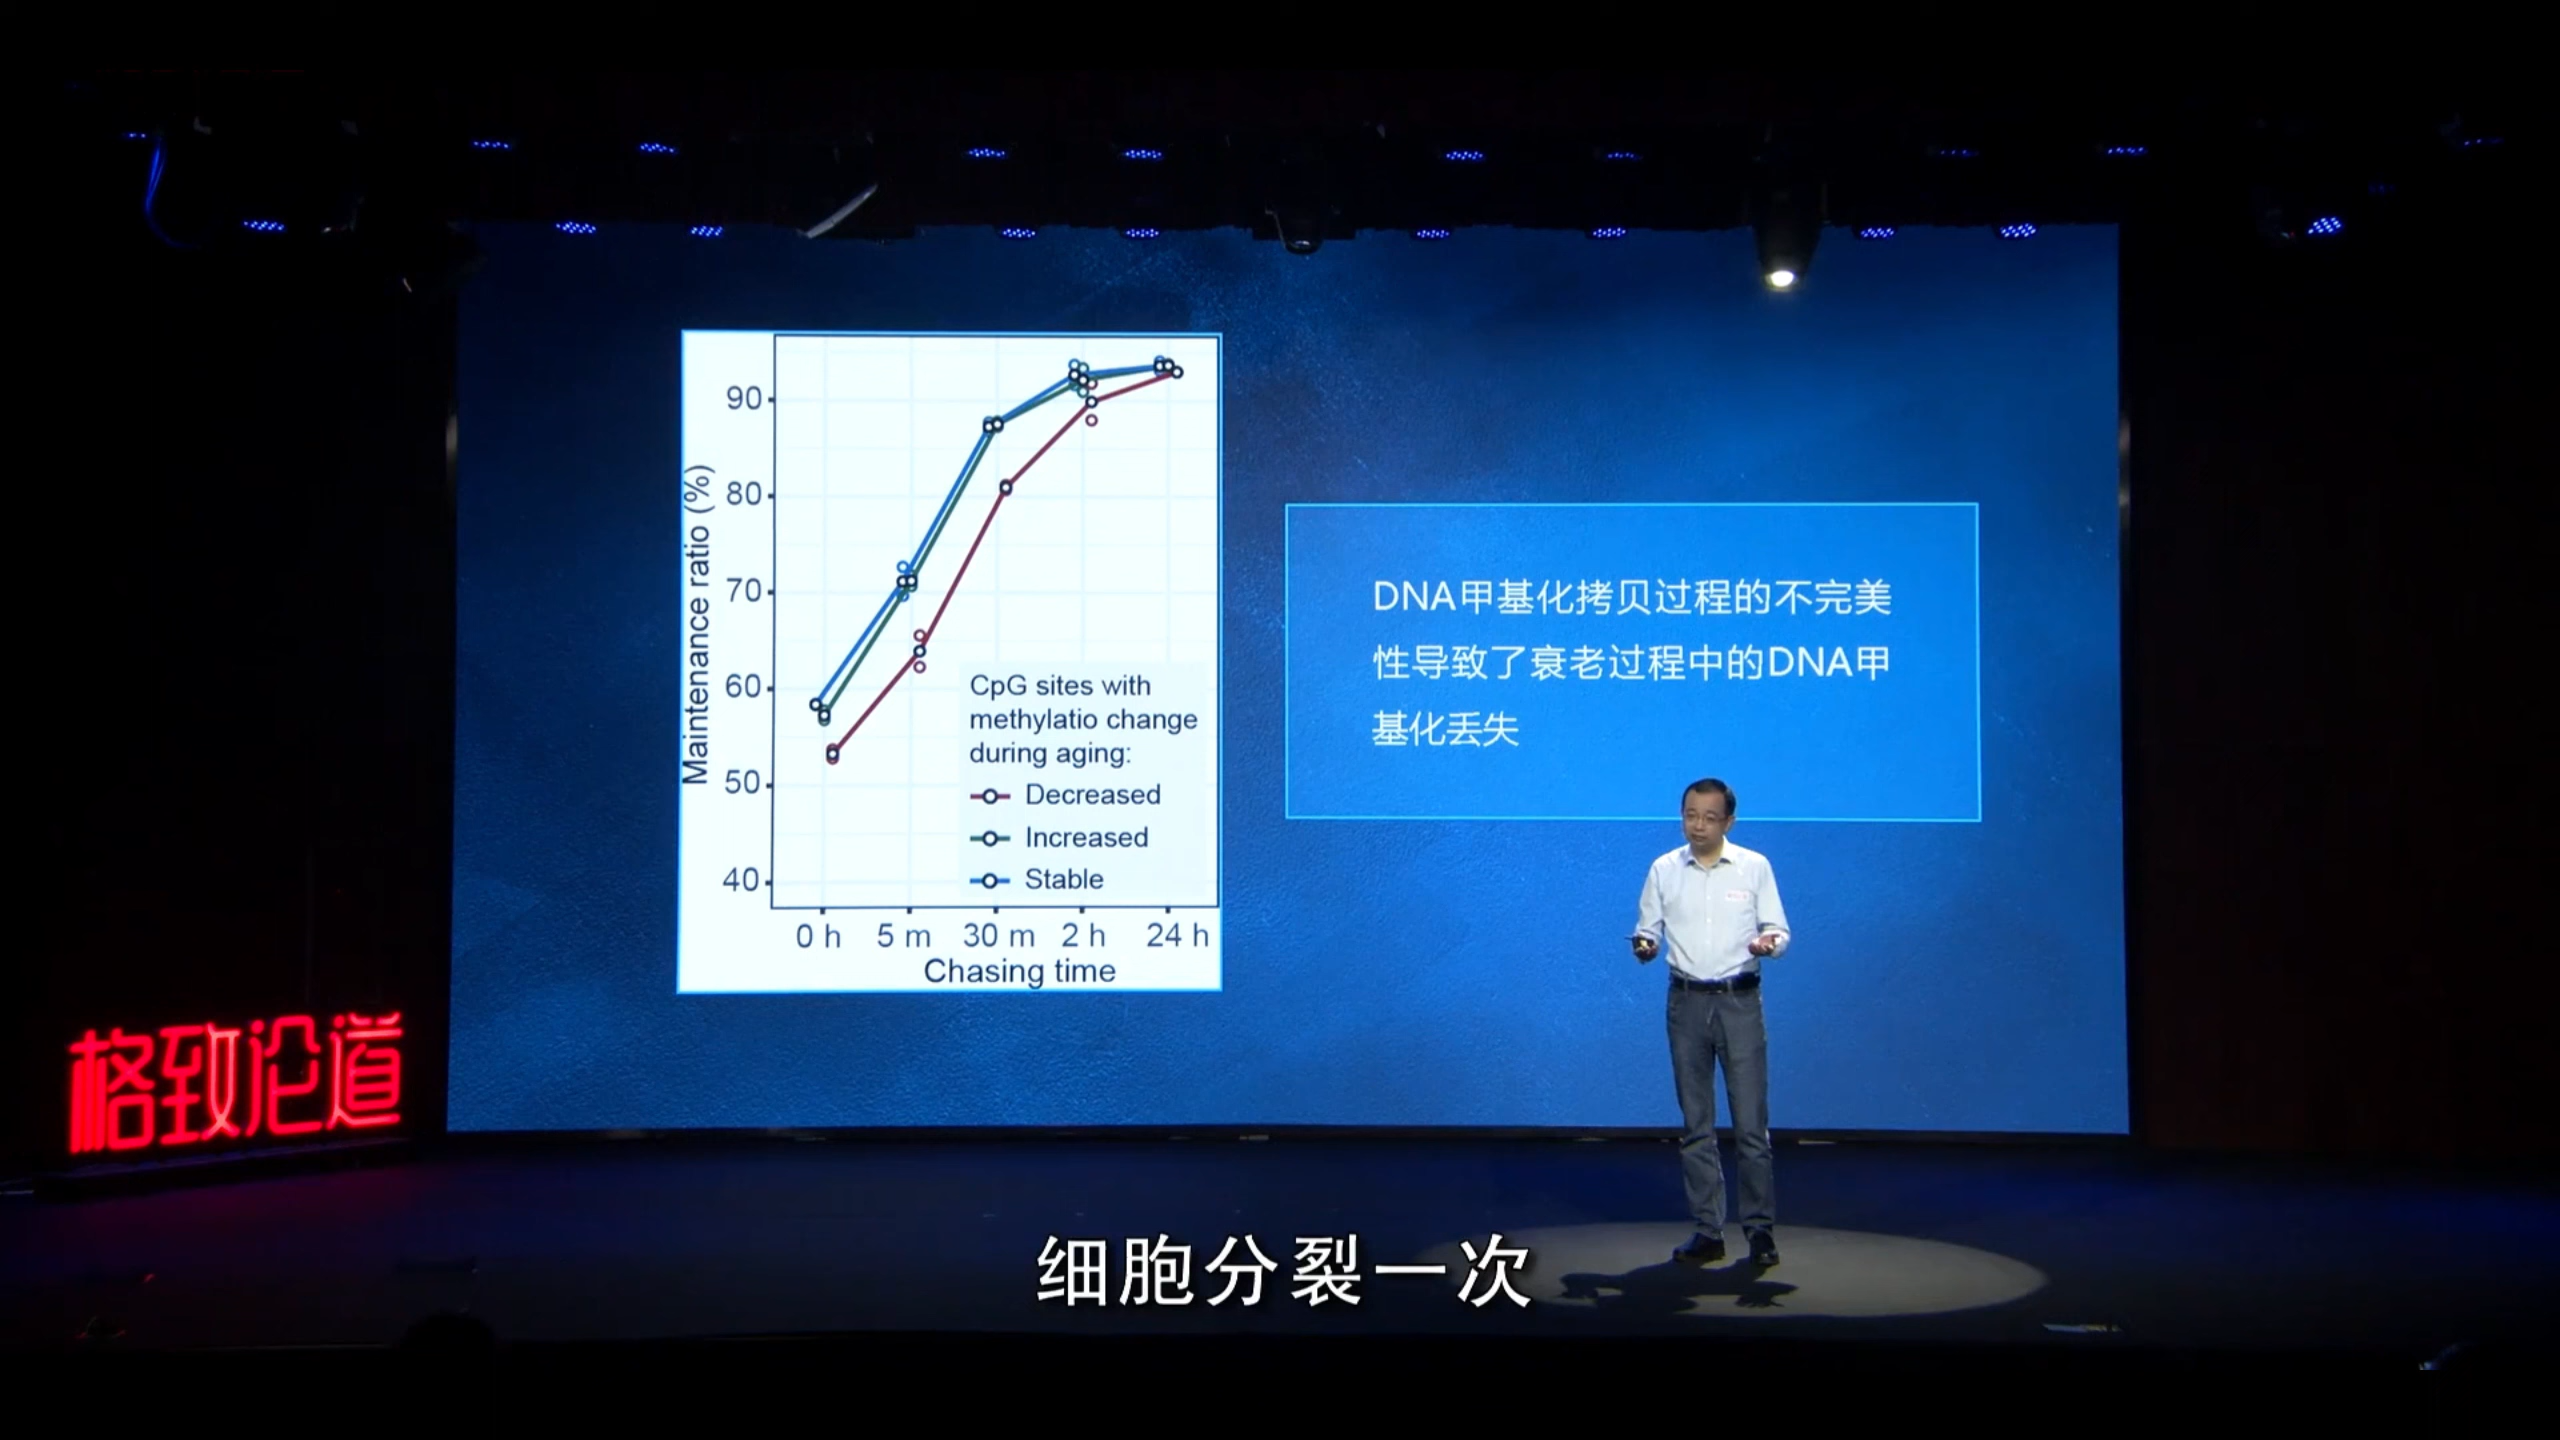 90
80
70
60
50
40
Maintenance ratio (%)
CpG sites with
methylatio change
during aging:
Decreased
Increased
Stable
0 h 5 m 30 m 2 h 24 h
Chasing time
DNA甲基化拷贝过程的不完美
性导致了衰老过程中的DNA甲
基化丢失
格致论道
细胞分裂一次